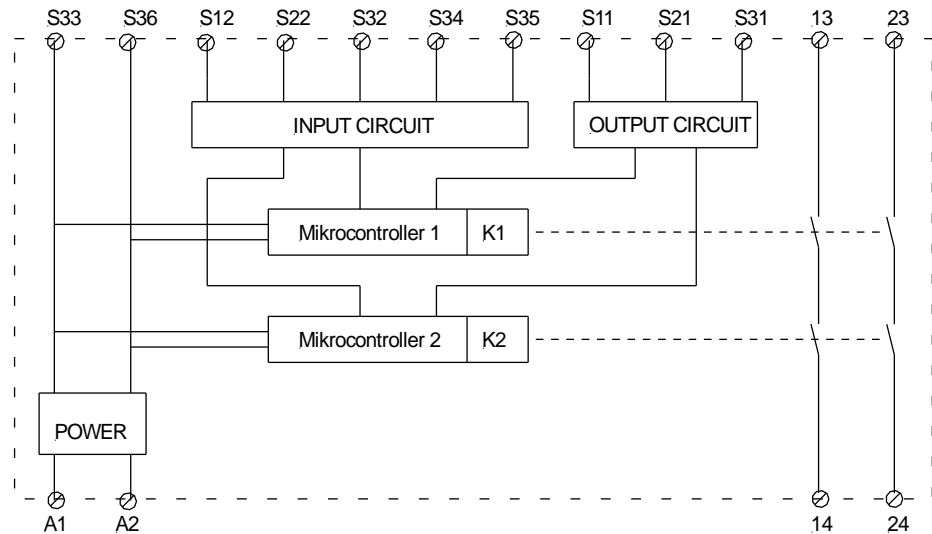 S33 S36 S12 S22 S32 S34 S35 S11 S21 S31 13 23
INPUT CIRCUIT OUTPUT CIRCUIT
Mikrocontroller 1 K1
Mikrocontroller 2 K2
POWER
A1 A2 14 24